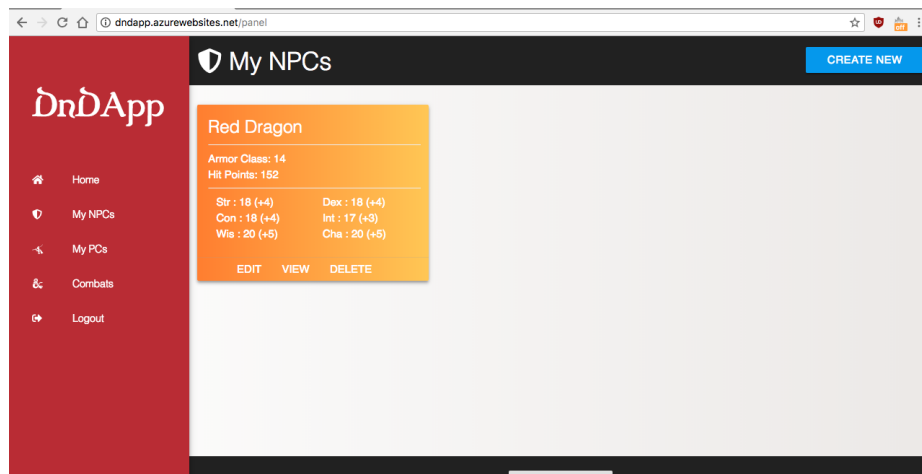 dndapp.azurewebsites.net/panel
DnDApp
Home
My NPCs
My PCs
Combats
Logout
My NPCs
CREATE NEW
Red Dragon
Armor Class: 14
Hit Points: 152
Str : 18 (+4) Dex : 18 (+4)
Con : 18 (+4) Int : 17 (+3)
Wis : 20 (+5) Cha : 20 (+5)
EDIT VIEW DELETE
off